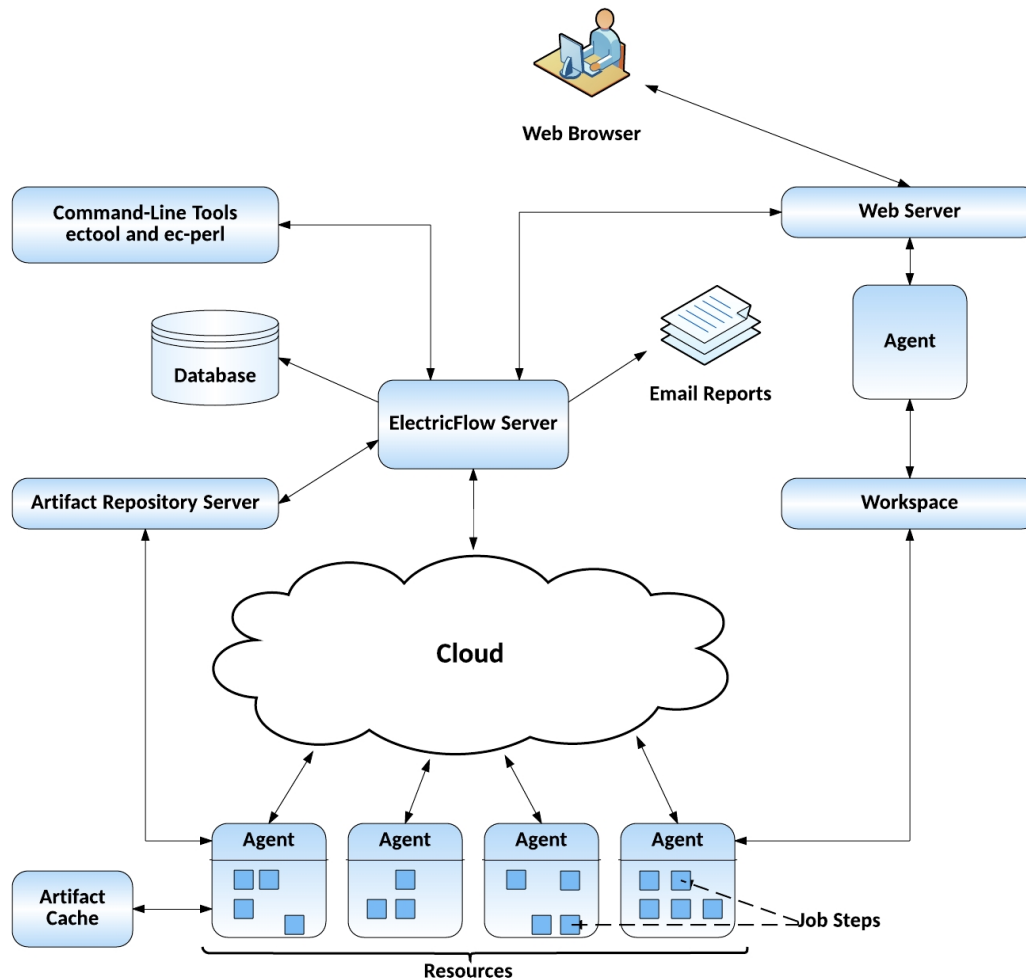 Web Browser
Command-Line Tools
ectool and ec-perl
Web Server
Database
Email Reports
Agent
ElectricFlow Server
Artifact Repository Server
Workspace
Cloud
Agent
Agent
Agent
Agent
Artifact
Cache
Job Steps
Resources